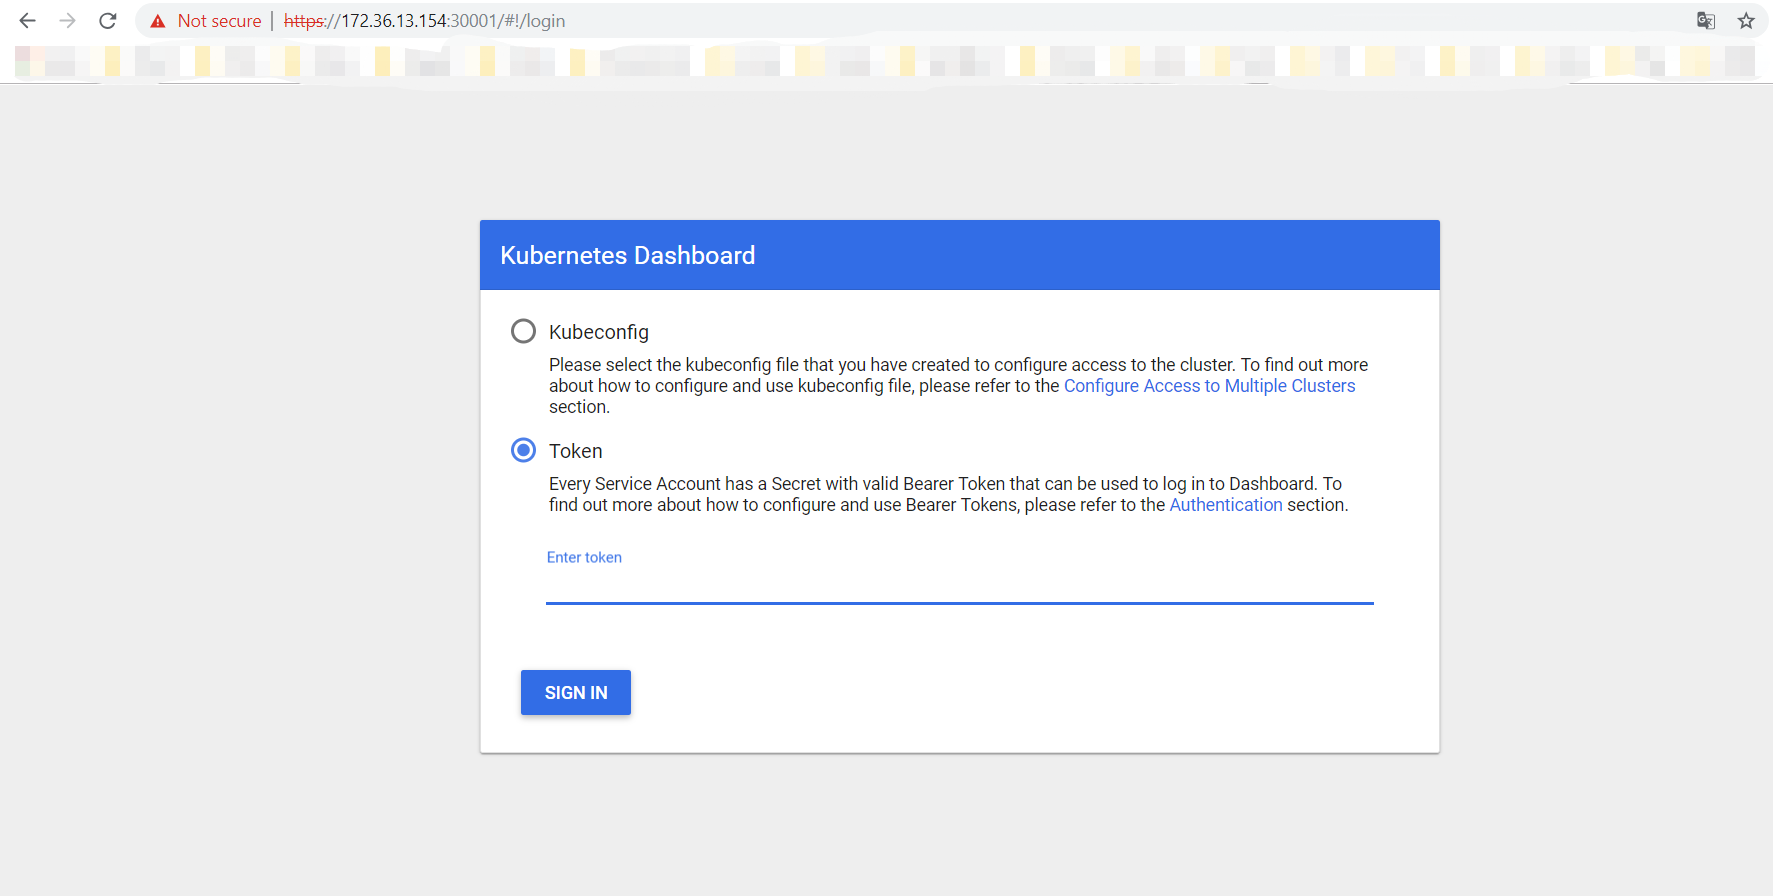 Not secure | https://172.36.13.154:30001/#!/login
Kubernetes Dashboard
Kubeconfig
Please select the kubeconfig file that you have created to configure access to the cluster. To find out more
about how to configure and use kubeconfig file, please refer to the Configure Access to Multiple Clusters
section.
Token
Every Service Account has a Secret with valid Bearer Token that can be used to log in to Dashboard. To
find out more about how to configure and use Bearer Tokens, please refer to the Authentication section.
Enter token
SIGN IN